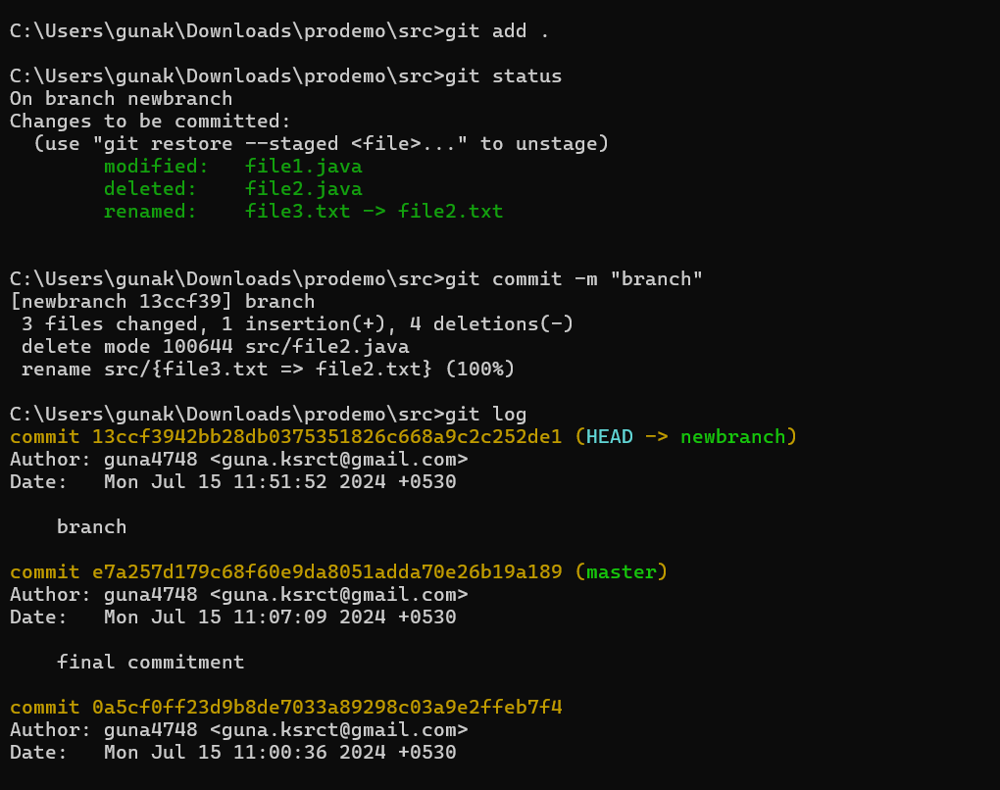 C:\Users\gunak\Downloads\prodemo\src>git add .
C:\Users\gunak\Downloads\prodemo\src>git status
On branch newbranch
Changes to be committed:
  (use "git restore --staged <file>..." to unstage)
        modified:   file1.java
        deleted:    file2.java
        renamed:    file3.txt -> file2.txt
C:\Users\gunak\Downloads\prodemo\src>git commit -m "branch"
[newbranch 13ccf39] branch
 3 files changed, 1 insertion(+), 4 deletions(-)
 delete mode 100644 src/file2.java
 rename src/{file3.txt => file2.txt} (100%)
C:\Users\gunak\Downloads\prodemo\src>git log
commit 13ccf3942bb28db0375351826c668a9c2c252de1 (HEAD -> newbranch)
Author: guna4748 <guna.ksrct@gmail.com>
Date:   Mon Jul 15 11:51:52 2024 +0530
    branch
commit e7a257d179c68f60e9da8051adda70e26b19a189 (master)
Author: guna4748 <guna.ksrct@gmail.com>
Date:   Mon Jul 15 11:07:09 2024 +0530
    final commitment
commit 0a5cf0ff23d9b8de7033a89298c03a9e2ffeb7f4
Author: guna4748 <guna.ksrct@gmail.com>
Date:   Mon Jul 15 11:00:36 2024 +0530